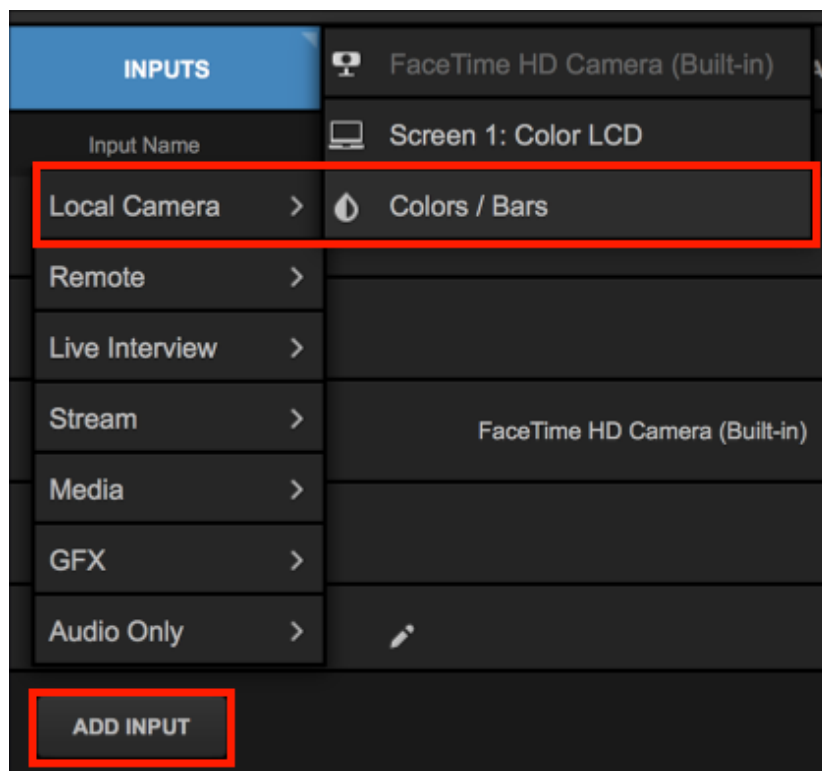 INPUTS
FaceTime HD Camera (Built-in)
Input Name
Screen 1: Color LCD
Local Camera
Colors / Bars
Remote
Live Interview
Stream
FaceTime HD Camera (Built-in)
Media
GFX
Audio Only
ADD INPUT